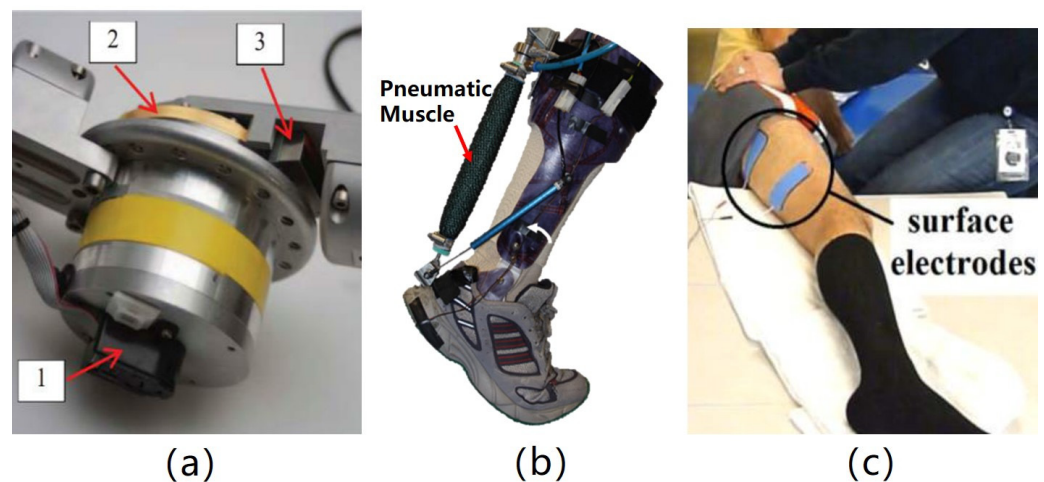 2
3
1
Pneumatic
Muscle
surface
electrodes
(a)
(b)
(c)